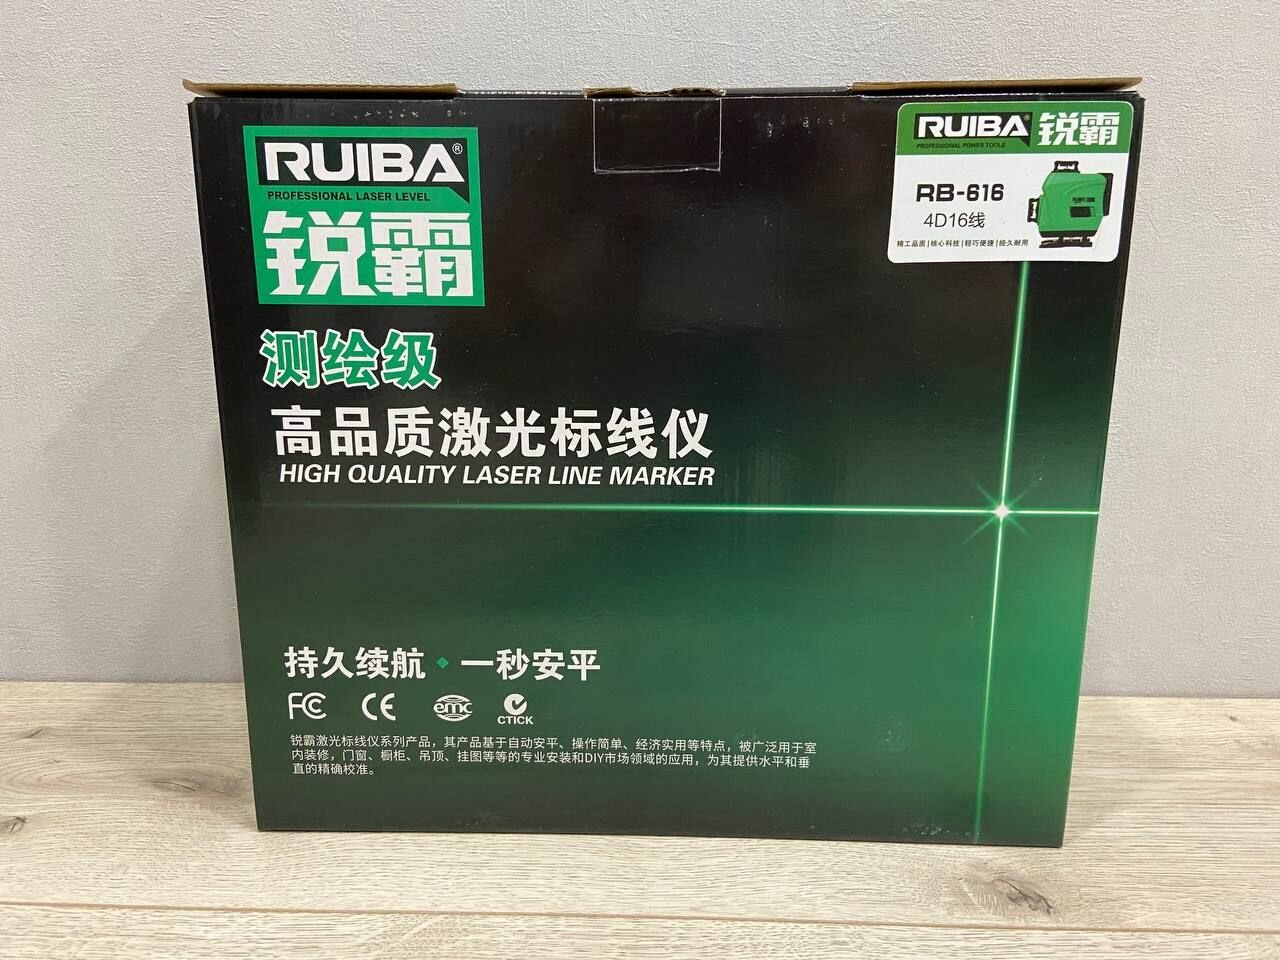 RUIBA®
PROFESSIONAL LASER LEVEL
锐霸
测绘级
高品质激光标线仪
HIGH QUALITY LASER LINE MARKER
RUIBA® 锐霸
PROFESSIONAL POWER TOOLS
RB-616
4D16线
精工品质|核心科技|轻巧便捷|经久耐用
持久续航◆一秒安平
FC CE emc CTICK
锐霸激光标线仪系列产品，其产品基于自动安平、操作简单、经济实用等特点，被广泛用于室
内装修，门窗、橱柜、吊顶、挂图等等的专业安装和DIY市场领域的应用，为其提供水平和垂
直的精确校准。